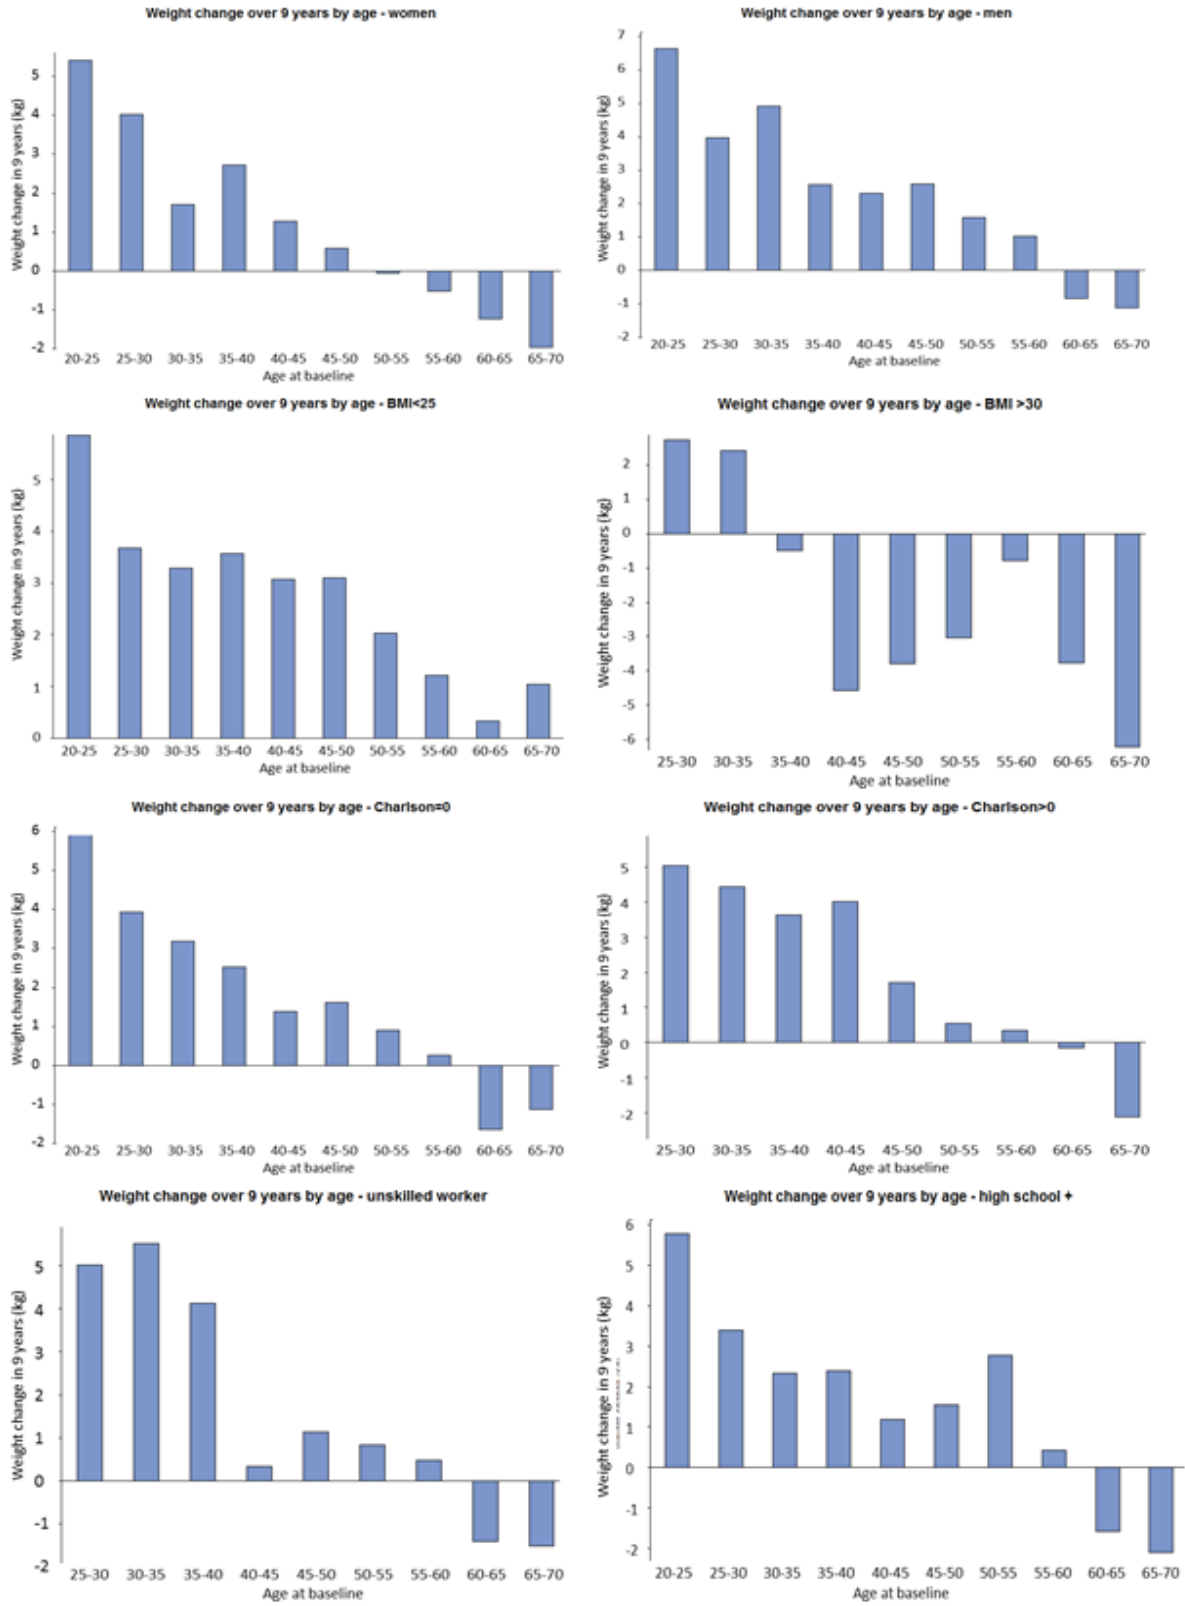 Weight change over 9 years by age - women
Weight change in 9 years (kg)
5
4
3
2
1
0
-1
-2
20-25 25-30 30-35 35-40 40-45 45-50 50-55 55-60 60-65 65-70
Age at baseline
Weight change over 9 years by age - men
Weight change in 9 years (kg)
7
6
5
4
3
2
1
0
-1
-2
20-25 25-30 30-35 35-40 40-45 45-50 50-55 55-60 60-65 65-70
Age at baseline
Weight change over 9 years by age - BMI<25
Weight change in 9 years (kg)
5
4
3
2
1
0
20-25 25-30 30-35 35-40 40-45 45-50 50-55 55-60 60-65 65-70
Age at baseline
Weight change over 9 years by age - BMI >30
Weight change in 9 years (kg)
2
1
0
-1
-2
-3
-4
-5
-6
25-30 30-35 35-40 40-45 45-50 50-55 55-60 60-65 65-70
Age at baseline
Weight change over 9 years by age - Charlson=0
Weight change in 9 years (kg)
6
5
4
3
2
1
0
-1
-2
20-25 25-30 30-35 35-40 40-45 45-50 50-55 55-60 60-65 65-70
Age at baseline
Weight change over 9 years by age - Charlson>0
Weight change in 9 years (kg)
5
4
3
2
1
0
-1
-2
25-30 30-35 35-40 40-45 45-50 50-55 55-60 60-65 65-70
Age at baseline
Weight change over 9 years by age - unskilled worker
Weight change in 9 years (kg)
5
4
3
2
1
0
-1
-2
25-30 30-35 35-40 40-45 45-50 50-55 55-60 60-65 65-70
Age at baseline
Weight change over 9 years by age - high school +
Weight change in 9 years (kg)
6
5
4
3
2
1
0
-1
-2
20-25 25-30 30-35 35-40 40-45 45-50 50-55 55-60 60-65 65-70
Age at baseline